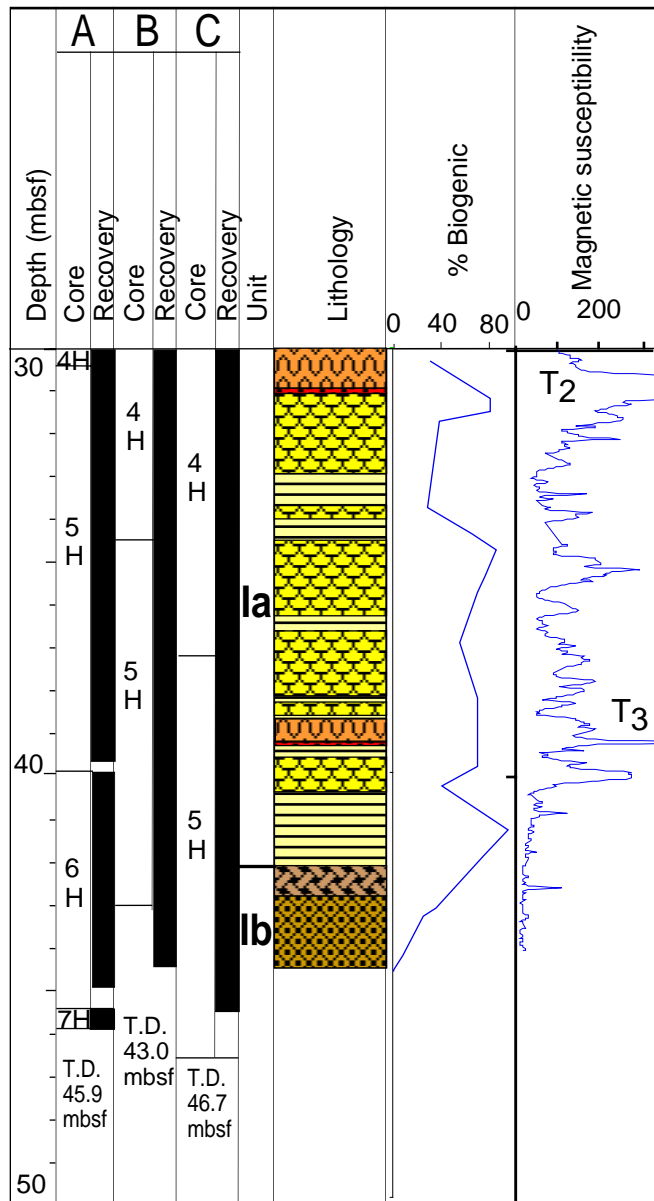 A B C
Depth (mbsf)
Core
Recovery
Core
Recovery
Core
Recovery
Unit
Lithology
% Biogenic
Magnetic susceptibility
0 40 80
0 200
30
4H
T2
4
H
4
H
5
H
Ia
5
H
T3
40
5
H
6
H
Ib
7H
T.D.
43.0
mbsf
T.D.
45.9
mbsf
T.D.
46.7
mbsf
50